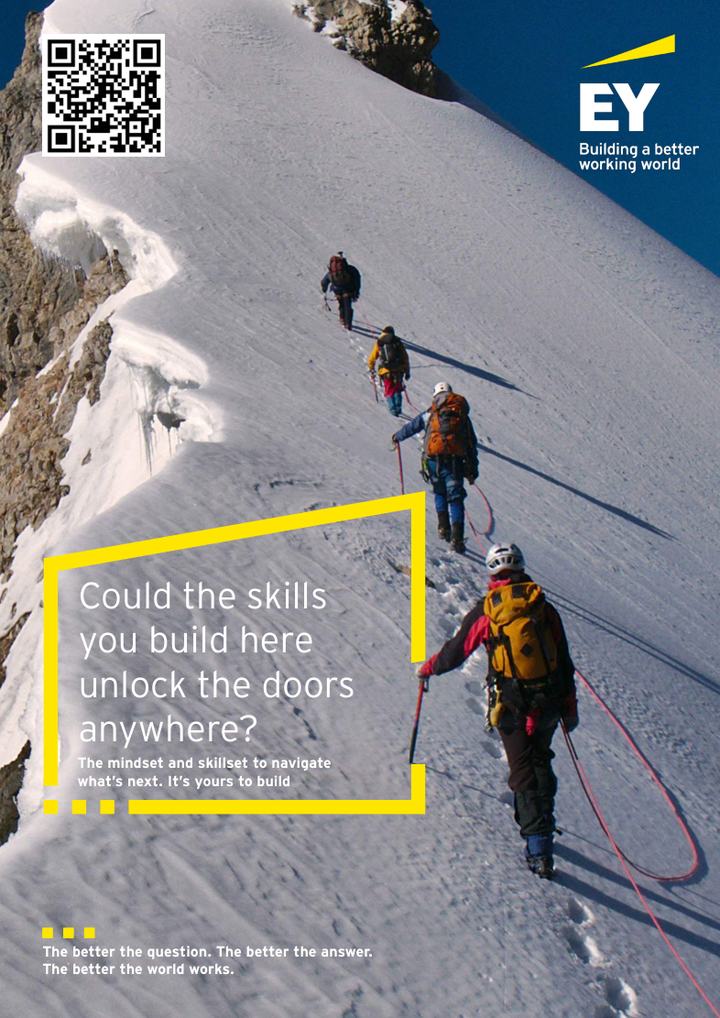 EY
Building a better
working world
Could the skills
you build here
unlock the doors
anywhere?
The mindset and skillset to navigate
what's next. It's yours to build
The better the question. The better the answer.
The better the world works.